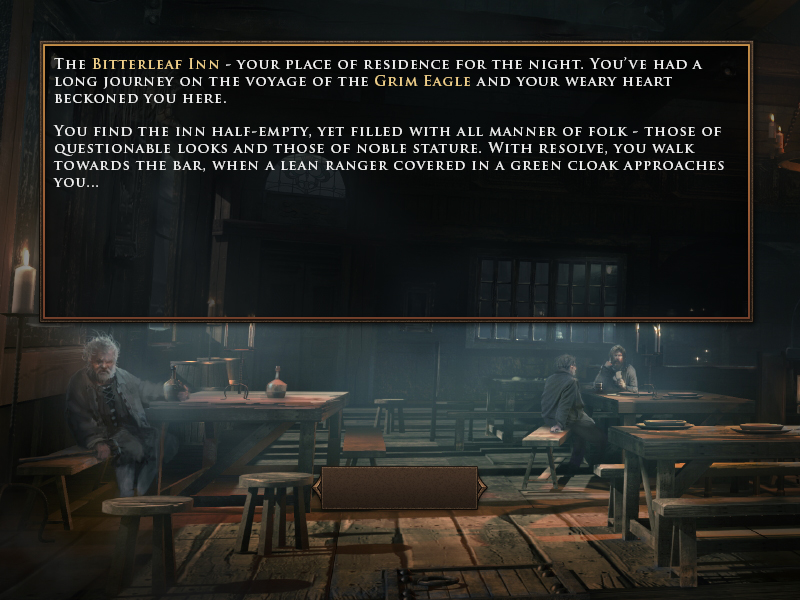 The Bitterleaf Inn - your place of residence for the night. You've had a
long journey on the voyage of the Grim Eagle and your weary heart
beckoned you here.
You find the inn half-empty, yet filled with all manner of folk - those of
questionable looks and those of noble stature. With resolve, you walk
towards the bar, when a lean ranger covered in a green cloak approaches
you...